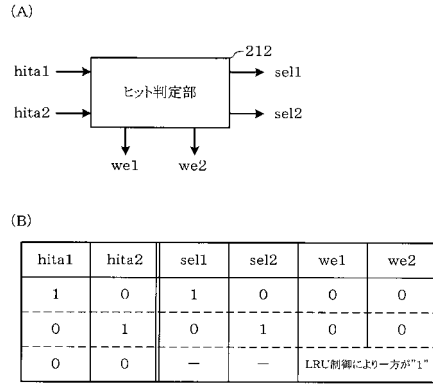 (A)
212
hita1
hita2
ヒット判定部
sel1
sel2
we1 we2
(B)
hita1 hita2 sel1 sel2 we1 we2
1 0 1 0 0 0
0 1 0 1 0 0
0 0 － － LRU制御により一方が"1"